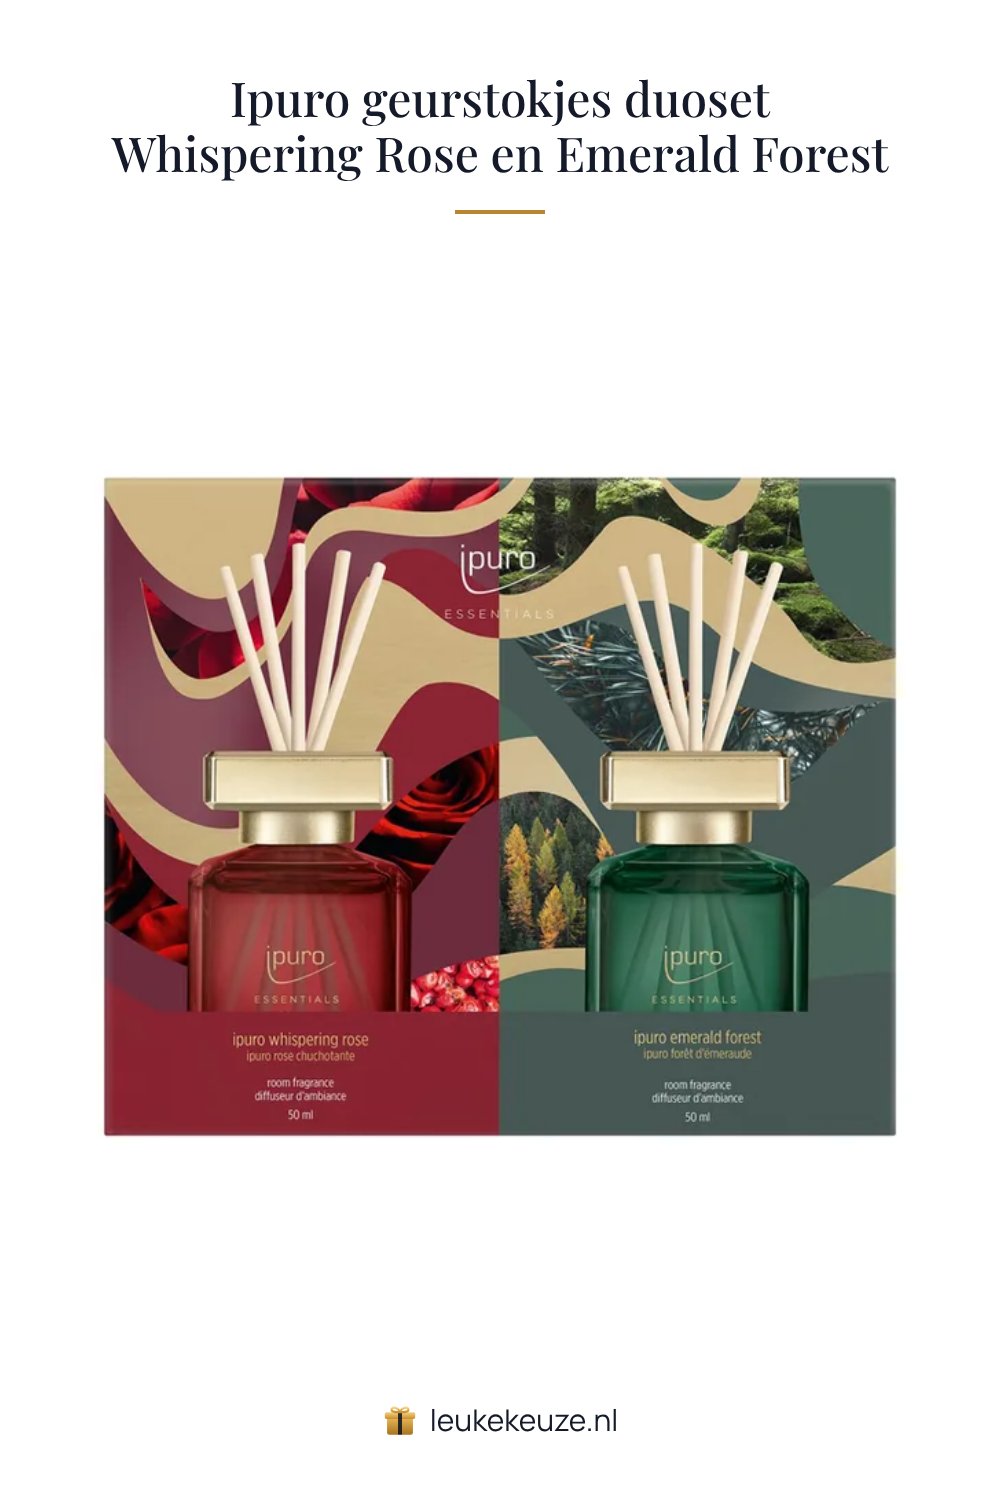 Ipuro geurstokjes duoset
Whispering Rose en Emerald Forest
ipuro
ESSENTIALS
ipuro
ESSENTIALS
ipuro whispering rose
ipuro rose chuchotante
room fragrance
diffuseur d'ambiance
50 ml
ipuro
ESSENTIALS
ipuro emerald forest
ipuro forêt d'émeraude
room fragrance
diffuseur d'ambiance
50 ml
leukekeuze.nl